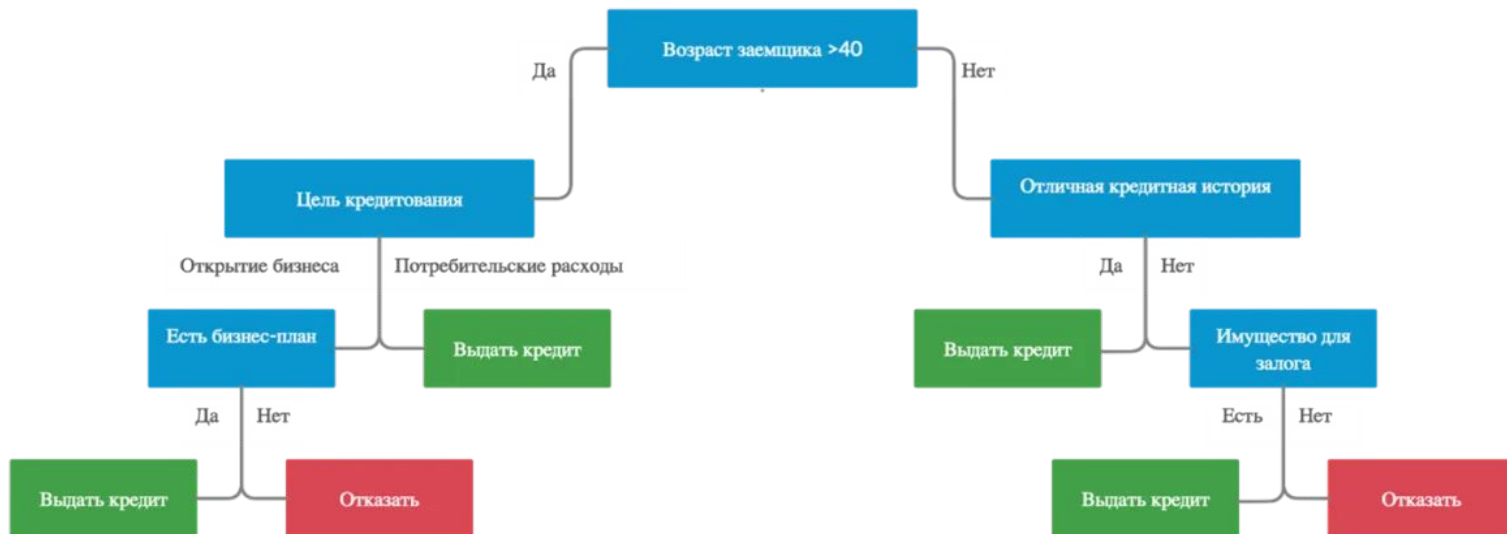 Возраст заемщика >40
Да
Нет
Цель кредитования
Отличная кредитная история
Открытие бизнеса
Потребительские расходы
Да
Нет
Есть бизнес-план
Выдать кредит
Выдать кредит
Имущество для
залога
Да
Нет
Есть
Нет
Выдать кредит
Отказать
Выдать кредит
Отказать